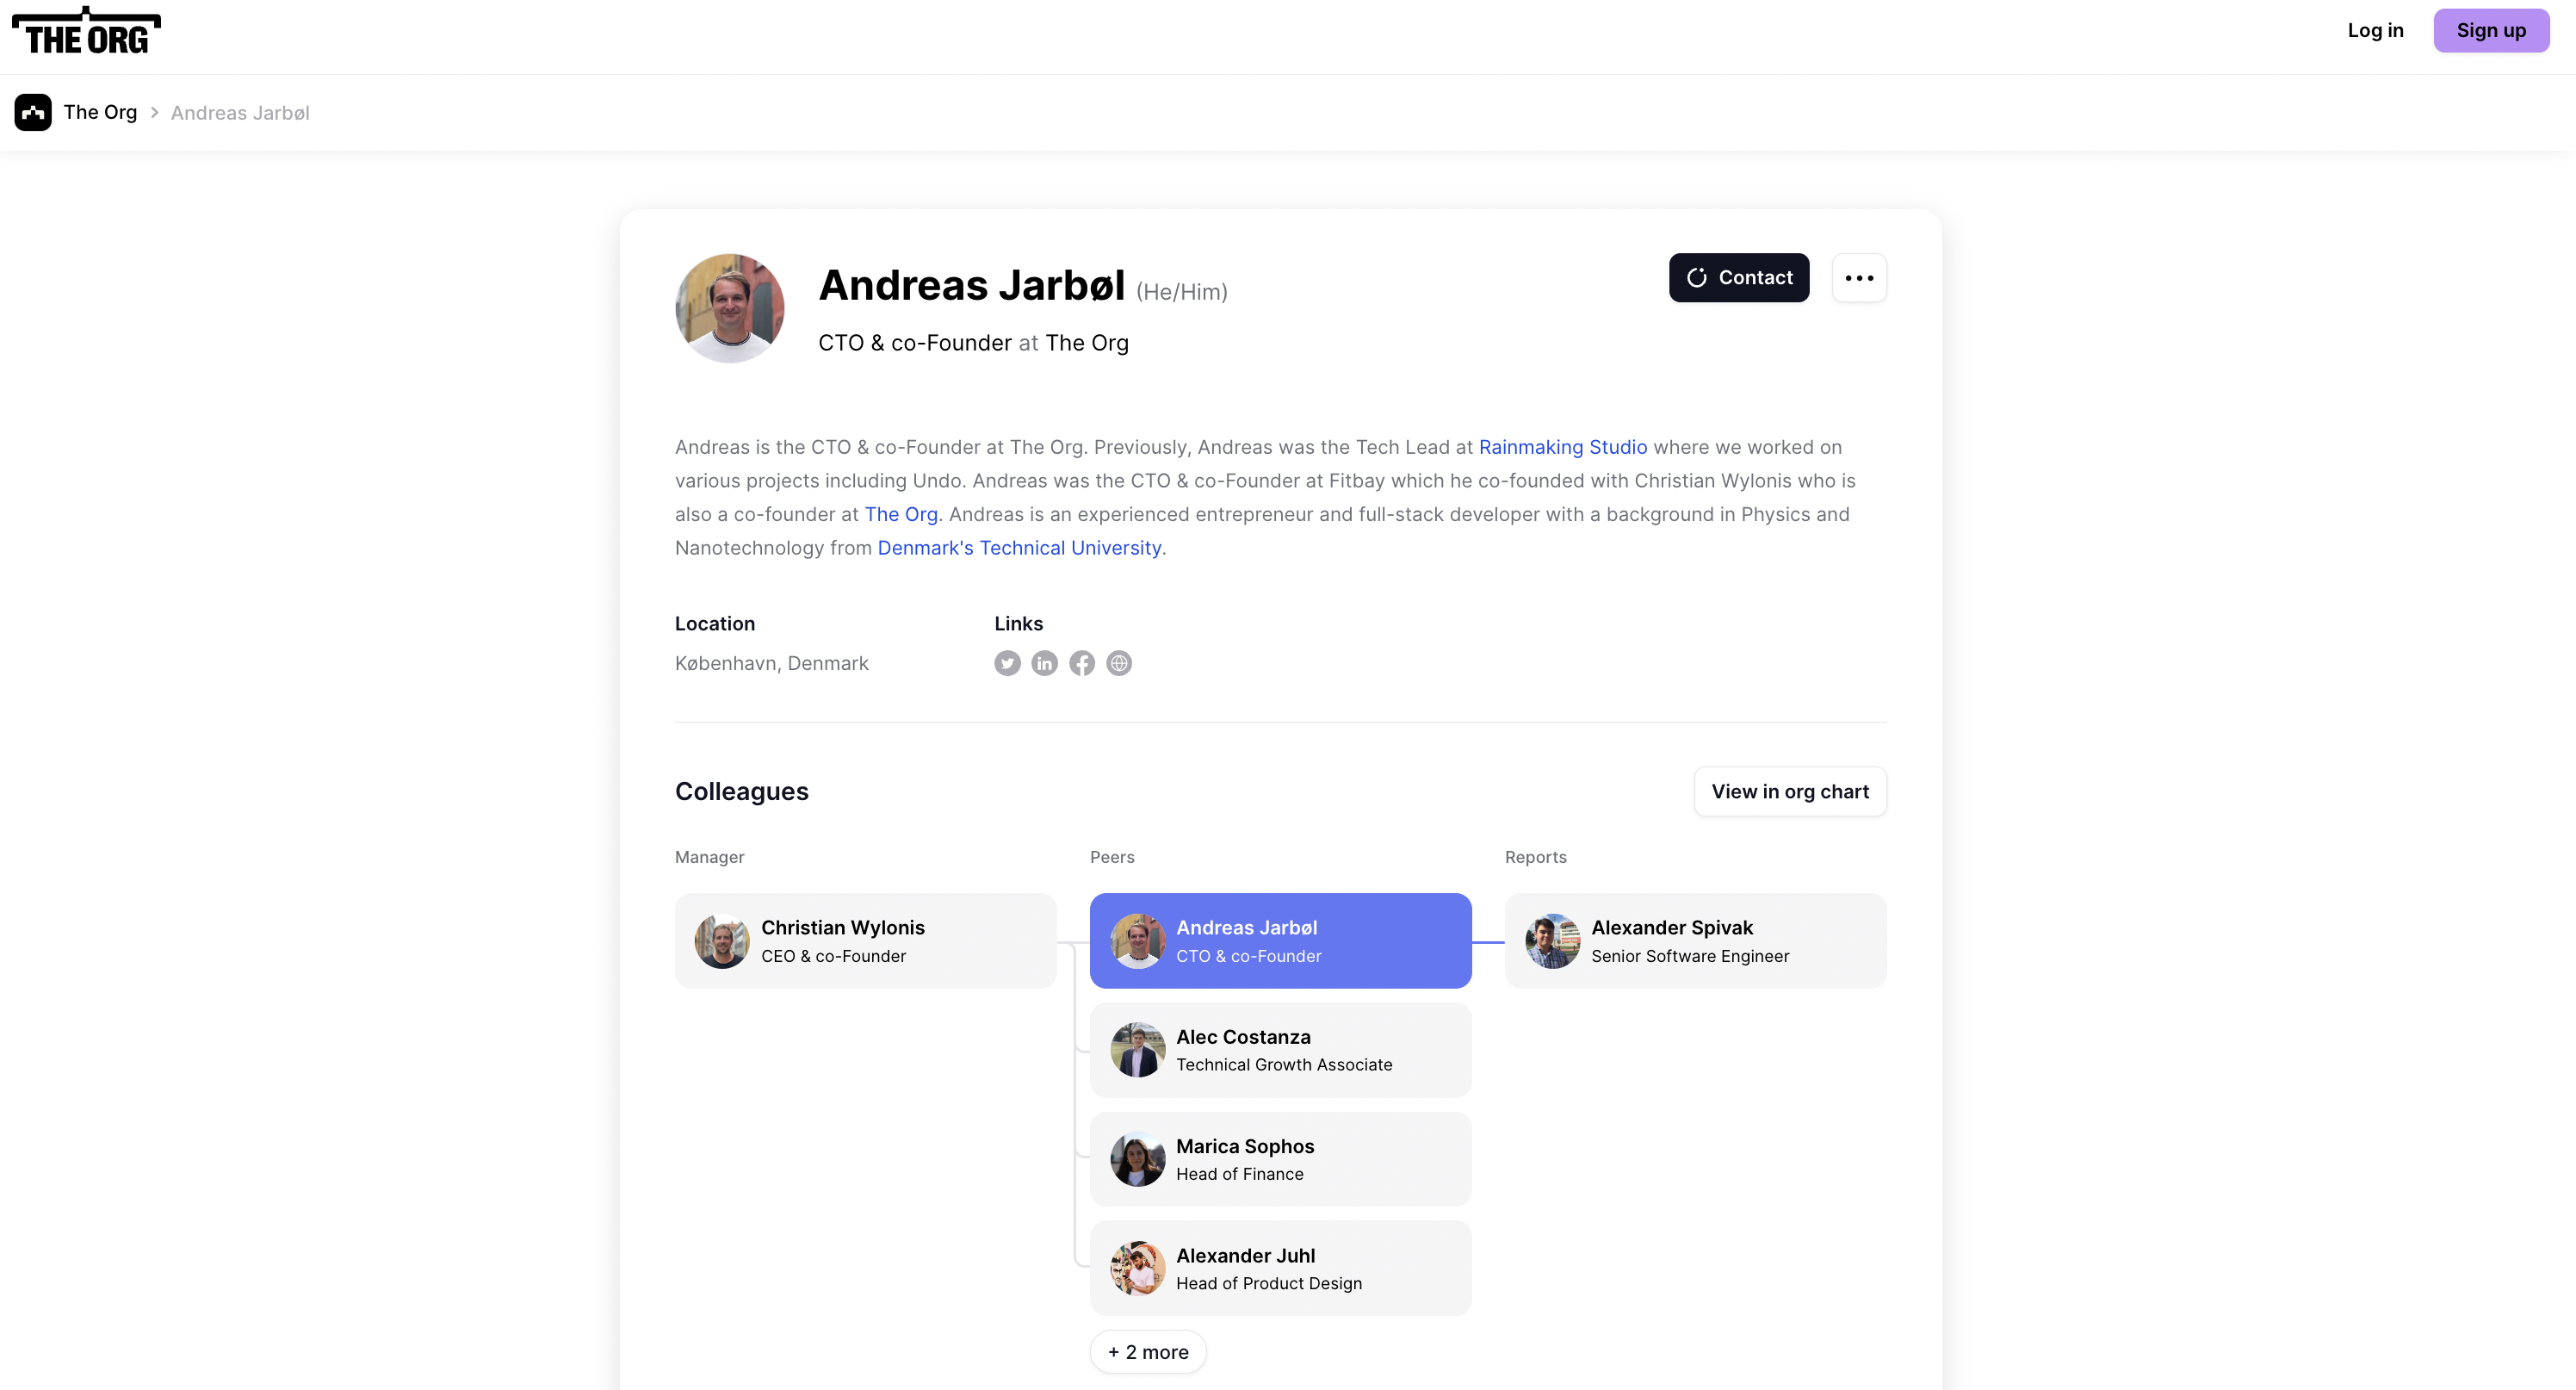 THE ORG
Log in
Sign up
The Org > Andreas Jarbøl
Andreas Jarbøl (He/Him)
CTO & co-Founder at The Org
Contact
Andreas is the CTO & co-Founder at The Org. Previously, Andreas was the Tech Lead at Rainmaking Studio where we worked on
various projects including Undo. Andreas was the CTO & co-Founder at Fitbay which he co-founded with Christian Wylonis who is
also a co-founder at The Org. Andreas is an experienced entrepreneur and full-stack developer with a background in Physics and
Nanotechnology from Denmark's Technical University.
Location
København, Denmark
Links
Colleagues
View in org chart
Manager
Christian Wylonis
CEO & co-Founder
Peers
Andreas Jarbøl
CTO & co-Founder
Alec Costanza
Technical Growth Associate
Marica Sophos
Head of Finance
Alexander Juhl
Head of Product Design
+ 2 more
Reports
Alexander Spivak
Senior Software Engineer